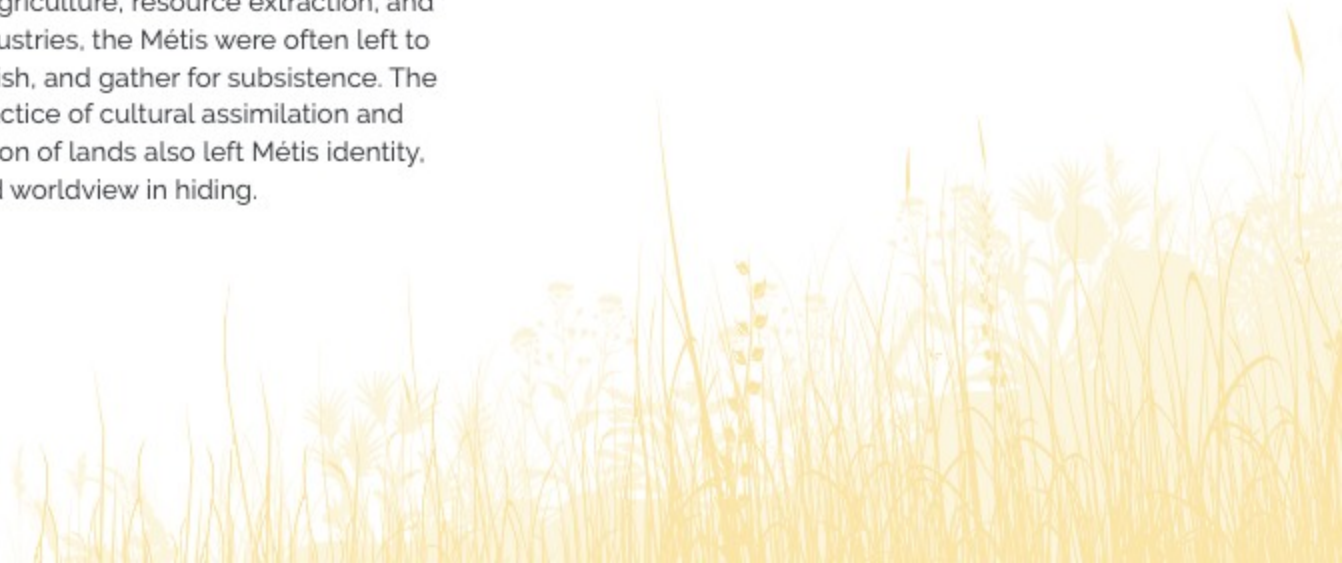 griculture, resource extraction, and
ustries, the Métis were often left to
ish, and gather for subsistence. The
ctice of cultural assimilation and
on of lands also left Métis identity,
worldview in hiding.